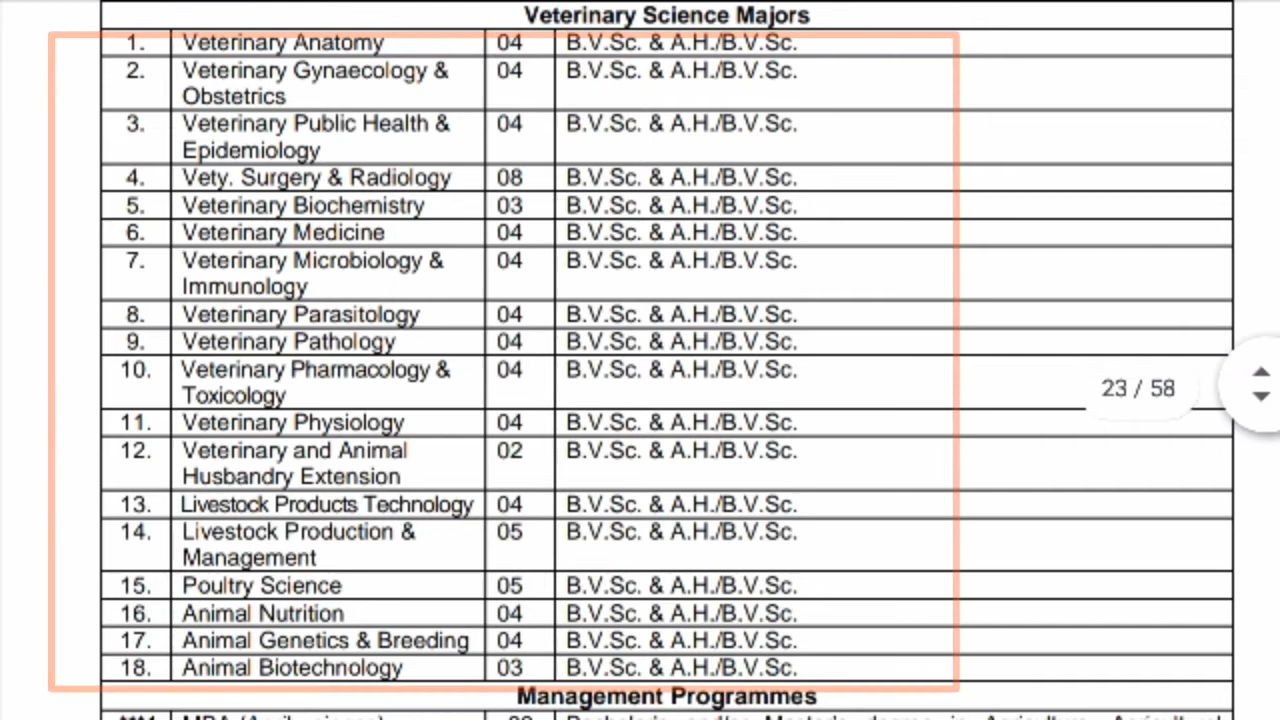 Veterinary Science Majors
1. Veterinary Anatomy 04 B.V.Sc. & A.H./B.V.Sc.
2. Veterinary Gynaecology & 04 B.V.Sc. & A.H./B.V.Sc.
Obstetrics
3. Veterinary Public Health & 04 B.V.Sc. & A.H./B.V.Sc.
Epidemiology
4. Vety. Surgery & Radiology 08 B.V.Sc. & A.H./B.V.Sc.
5. Veterinary Biochemistry 03 B.V.Sc. & A.H./B.V.Sc.
6. Veterinary Medicine 04 B.V.Sc. & A.H./B.V.Sc.
7. Veterinary Microbiology & 04 B.V.Sc. & A.H./B.V.Sc.
Immunology
8. Veterinary Parasitology 04 B.V.Sc. & A.H./B.V.Sc.
9. Veterinary Pathology 04 B.V.Sc. & A.H./B.V.Sc.
10. Veterinary Pharmacology & 04 B.V.Sc. & A.H./B.V.Sc.
Toxicology
23 / 58
11. Veterinary Physiology 04 B.V.Sc. & A.H./B.V.Sc.
12. Veterinary and Animal 02 B.V.Sc. & A.H./B.V.Sc.
Husbandry Extension
13. Livestock Products Technology 04 B.V.Sc. & A.H./B.V.Sc.
14. Livestock Production & 05 B.V.Sc. & A.H./B.V.Sc.
Management
15. Poultry Science 05 B.V.Sc. & A.H./B.V.Sc.
16. Animal Nutrition 04 B.V.Sc. & A.H./B.V.Sc.
17. Animal Genetics & Breeding 04 B.V.Sc. & A.H./B.V.Sc.
18. Animal Biotechnology 03 B.V.Sc. & A.H./B.V.Sc.
Management Programmes